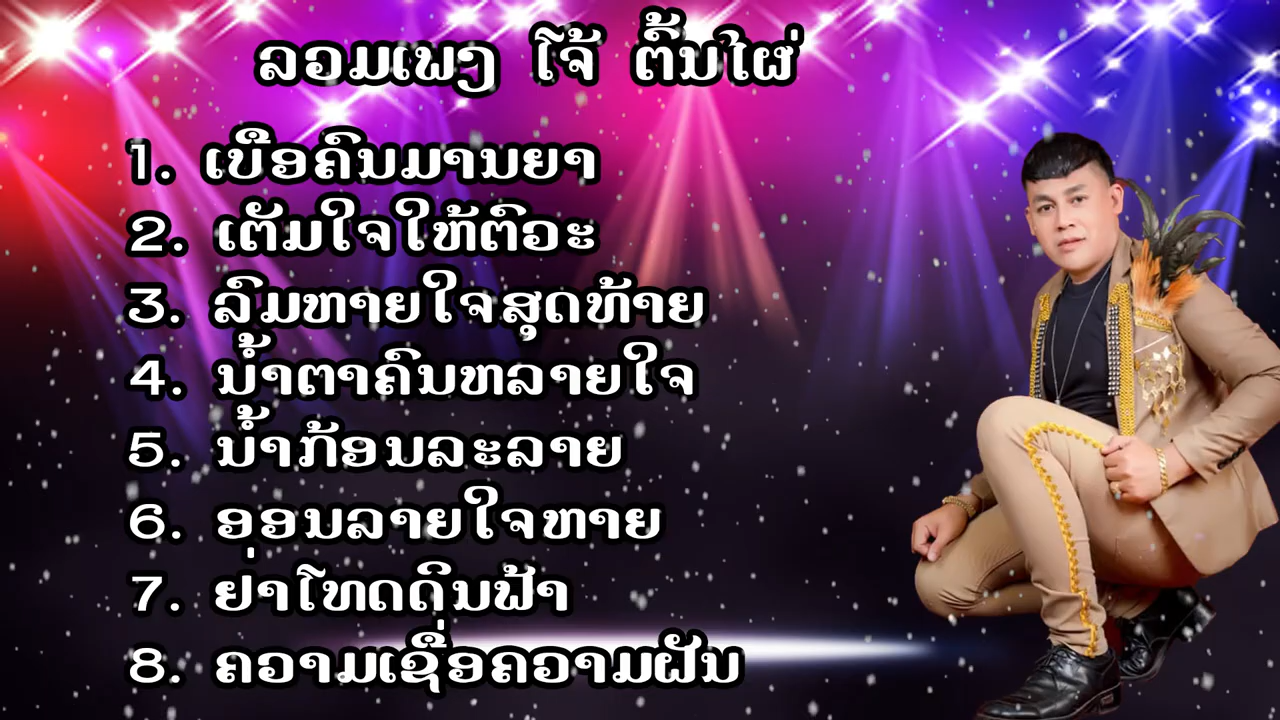 ລວມເພງ ໂຈ້ ຕົ້ນໄຜ່
1. ເບື່ອຄົນມານຍາ
2. ເຕັມໃຈໃຫ້ຕົວະ
3. ລົມຫາຍໃຈສຸດທ້າຍ
4. ນ້ຳຕາຄົນຫລາຍໃຈ
5. ນ້ຳກ້ອນລະລາຍ
6. ອອນລາຍໃຈຫາຍ
7. ຢ່າໂທດດິນຟ້າ
8. ຄວາມເຊື່ອຄວາມຝັນ